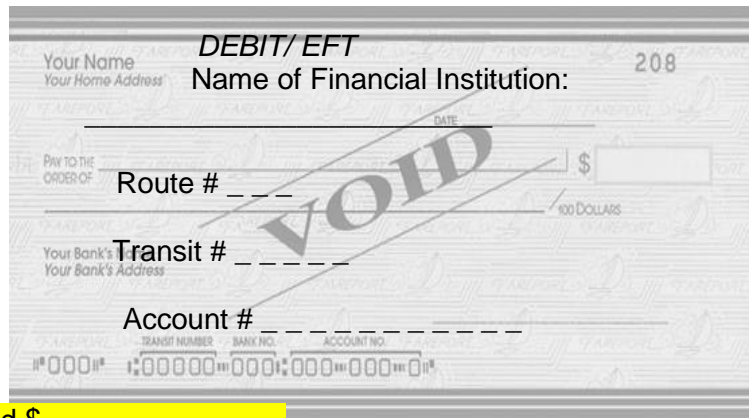 DEBIT/ EFT
Your Name
208
Your Home Address
Name of Financial Institution:
_________________________
DATE
PAY TO THE
ORDER OF
$
Route # _ _ _
VOID
100 DOLLARS
Transit # _ _ _ _ _
Your Bank's
Your Bank's Address
Account # _ _ _ _ _ _ _ _ _ _ _
TRANSIT NUMBER BANK NO. ACCOUNT NO.
⑈000⑈ ⑆00000⑉000⑆000⑉000⑉0⑈
d $